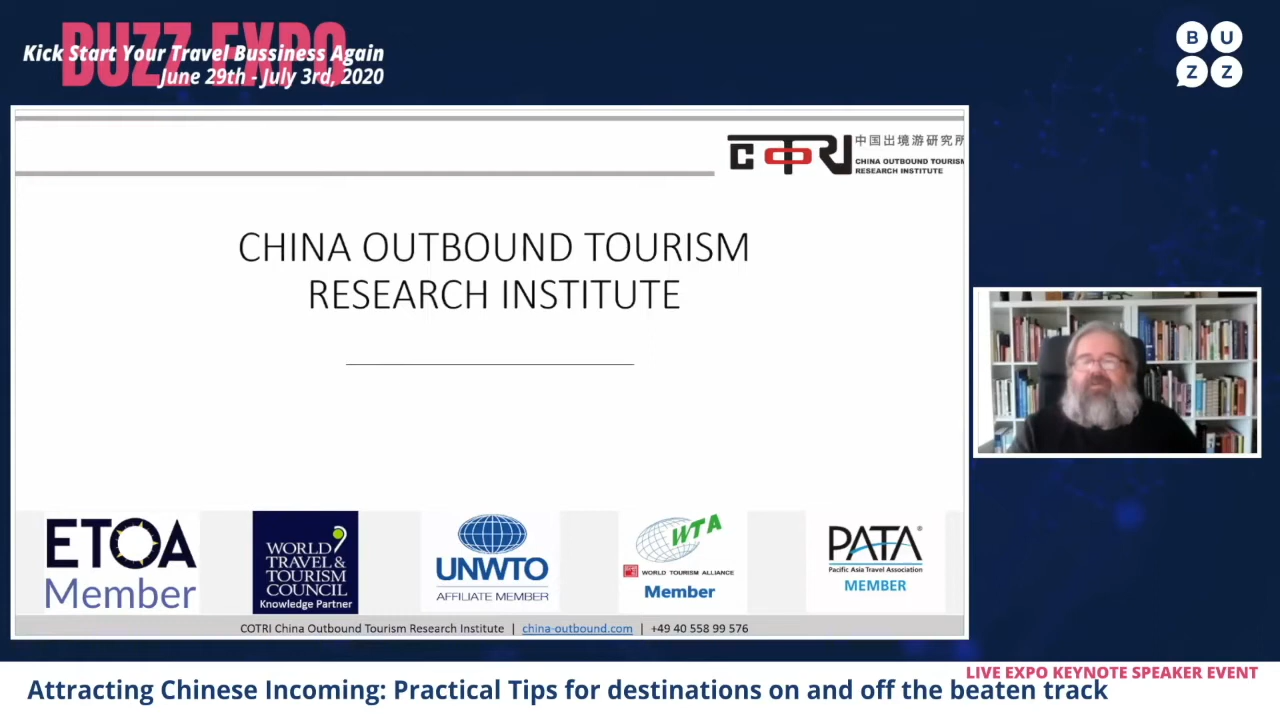 BUZZ EXPO
Kick Start Your Travel Bussiness Again
June 29th - July 3rd, 2020
B U
Z Z
COTRI
中国出境游研究所
CHINA OUTBOUND TOURISM
RESEARCH INSTITUTE
CHINA OUTBOUND TOURISM
RESEARCH INSTITUTE
ETOA
Member
WORLD
TRAVEL &
TOURISM
COUNCIL
Knowledge Partner
UNWTO
AFFILIATE MEMBER
WTA
WORLD TOURISM ALLIANCE
Member
PATA®
Pacific Asia Travel Association
MEMBER
COTRI China Outbound Tourism Research Institute | china-outbound.com | +49 40 558 99 576
LIVE EXPO KEYNOTE SPEAKER EVENT
Attracting Chinese Incoming: Practical Tips for destinations on and off the beaten track